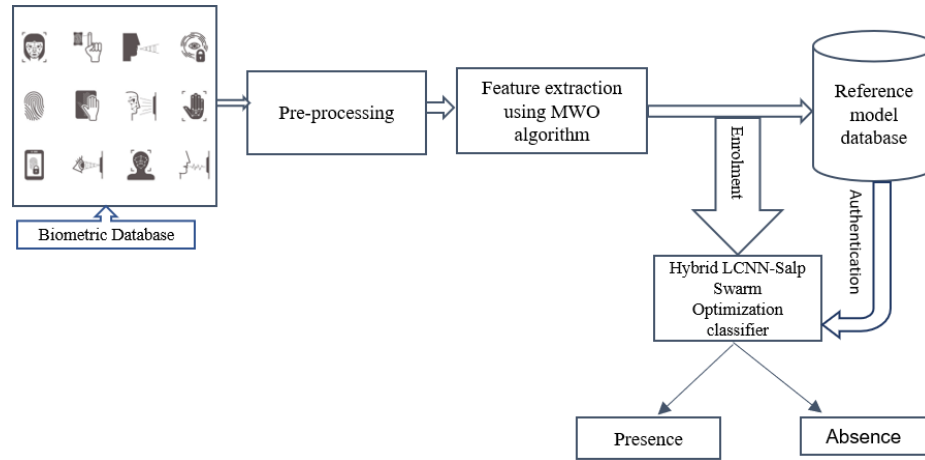 Biometric Database
Pre-processing
Feature extraction
using MWO
algorithm
Reference
model
database
Enrolment
Authentication
Hybrid LCNN-Salp
Swarm
Optimization
classifier
Presence
Absence